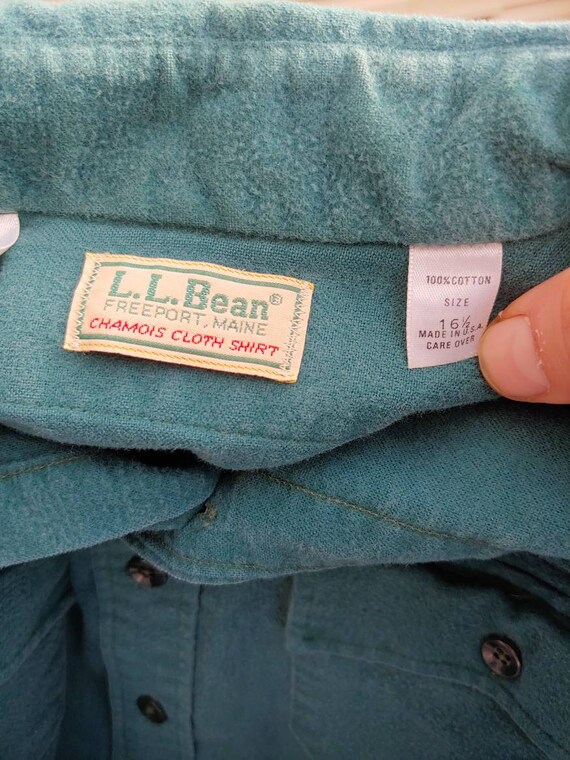 L.L.Bean®
FREEPORT, MAINE
CHAMOIS CLOTH SHIRT
100% COTTON
SIZE
16½
MADE IN U.S.A.
CARE OVER